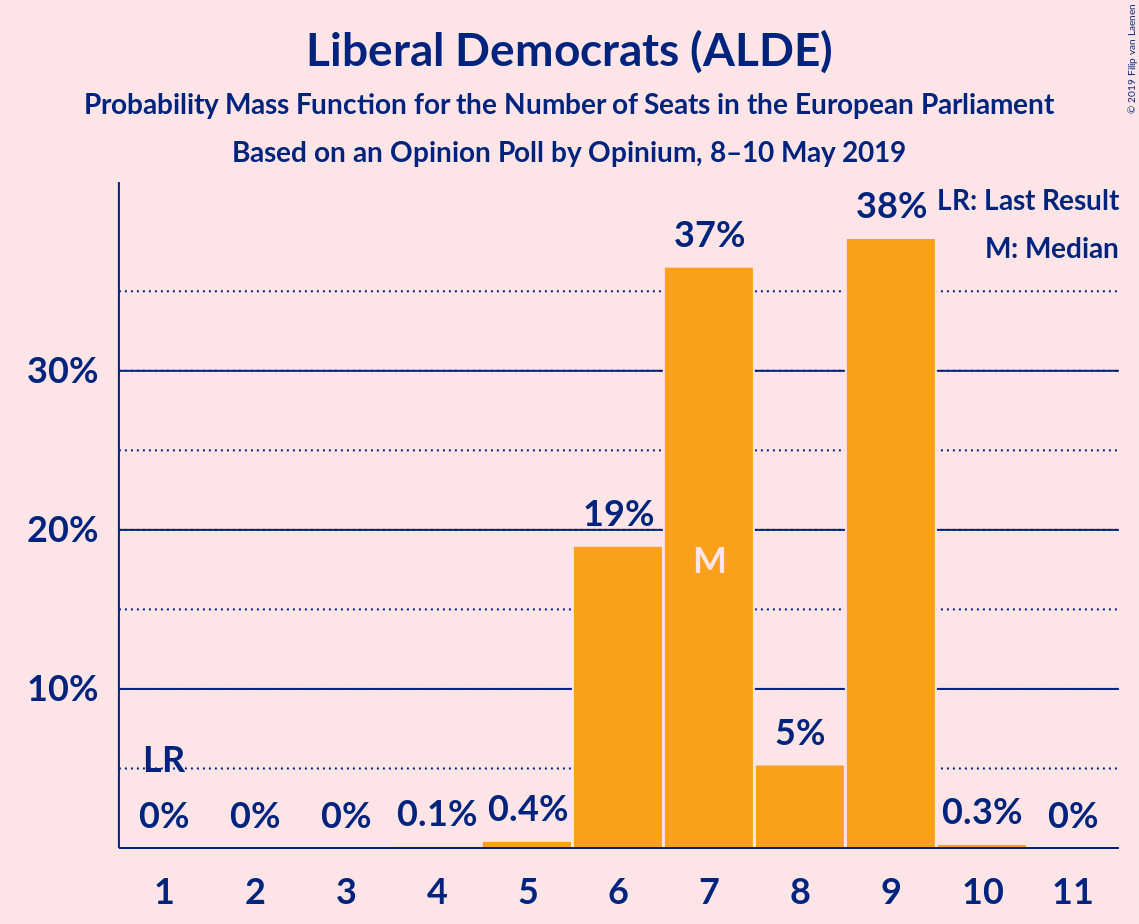 Liberal Democrats (ALDE)
Probability Mass Function for the Number of Seats in the European Parliament
Based on an Opinion Poll by Opinium, 8–10 May 2019
© 2019 Filip van Laenen
LR: Last Result
M: Median
38%
37%
30%
19%
20%
M
10%
5%
LR
0%
0%
0%
0.1%
0.4%
0.3%
0%
1 2 3 4 5 6 7 8 9 10 11